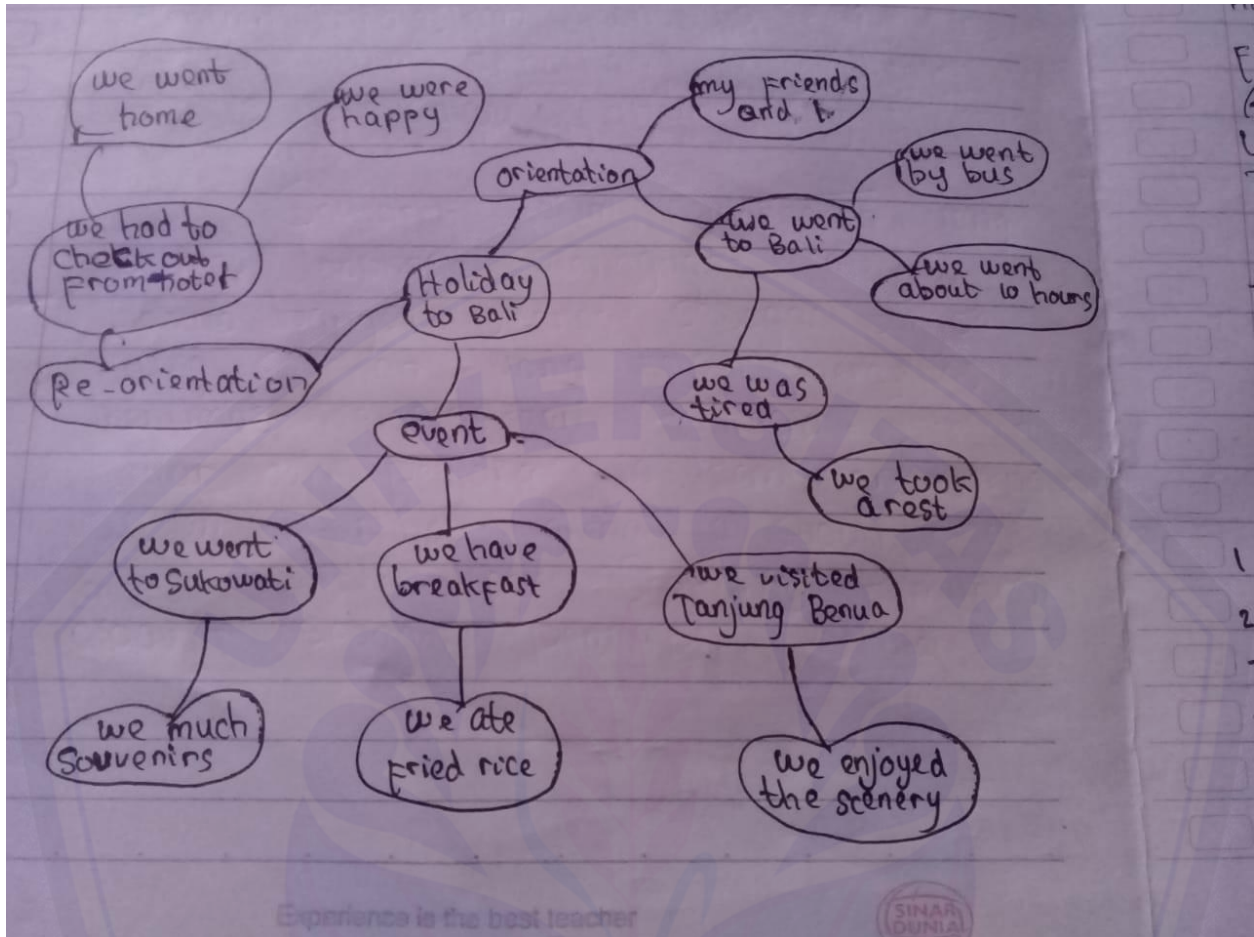 we went
home
we were
happy
my Friends
and I
orientation
we went
by bus
we had to
check out
From hotel
we went
to Bali
we went
about 10 hours
Holiday
to Bali
Re-orientation
we was
tired
event
we took
a rest
we went
to Sukowati
we have
breakfast
we visited
Tanjung Benua
we much
Souvenirs
we ate
Fried rice
we enjoyed
the scenery
1
2
UNIVERSITAS
Experience is the best teacher
SINAR
DUNIA